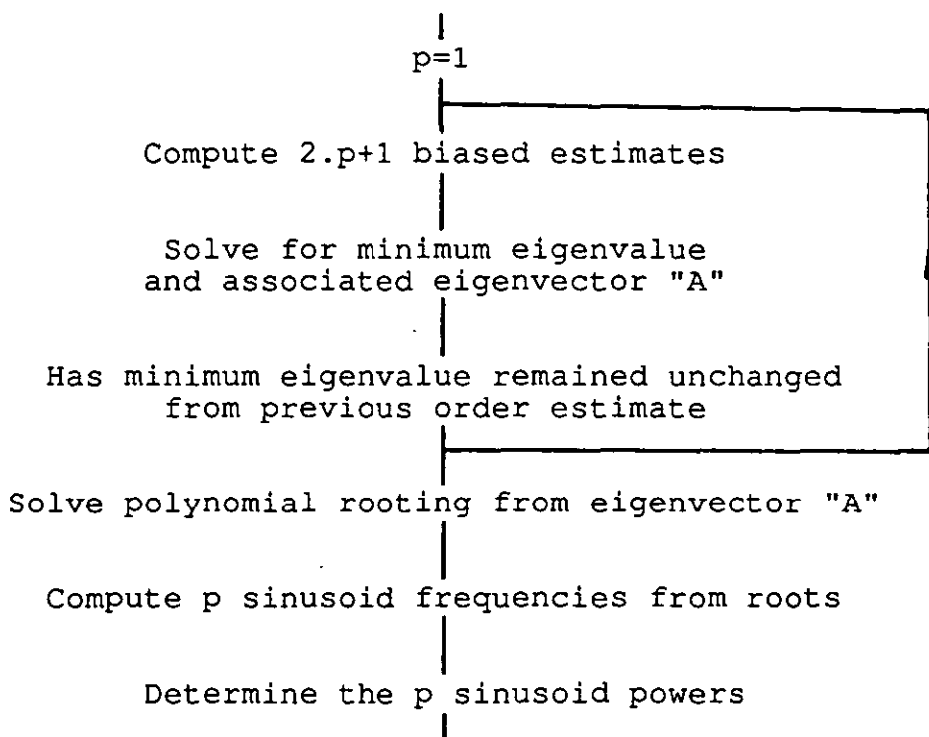 p=1
Compute 2.p+1 biased estimates
Solve for minimum eigenvalue
and associated eigenvector "A"
Has minimum eigenvalue remained unchanged
from previous order estimate
Solve polynomial rooting from eigenvector "A"
Compute p sinusoid frequencies from roots
Determine the p sinusoid powers